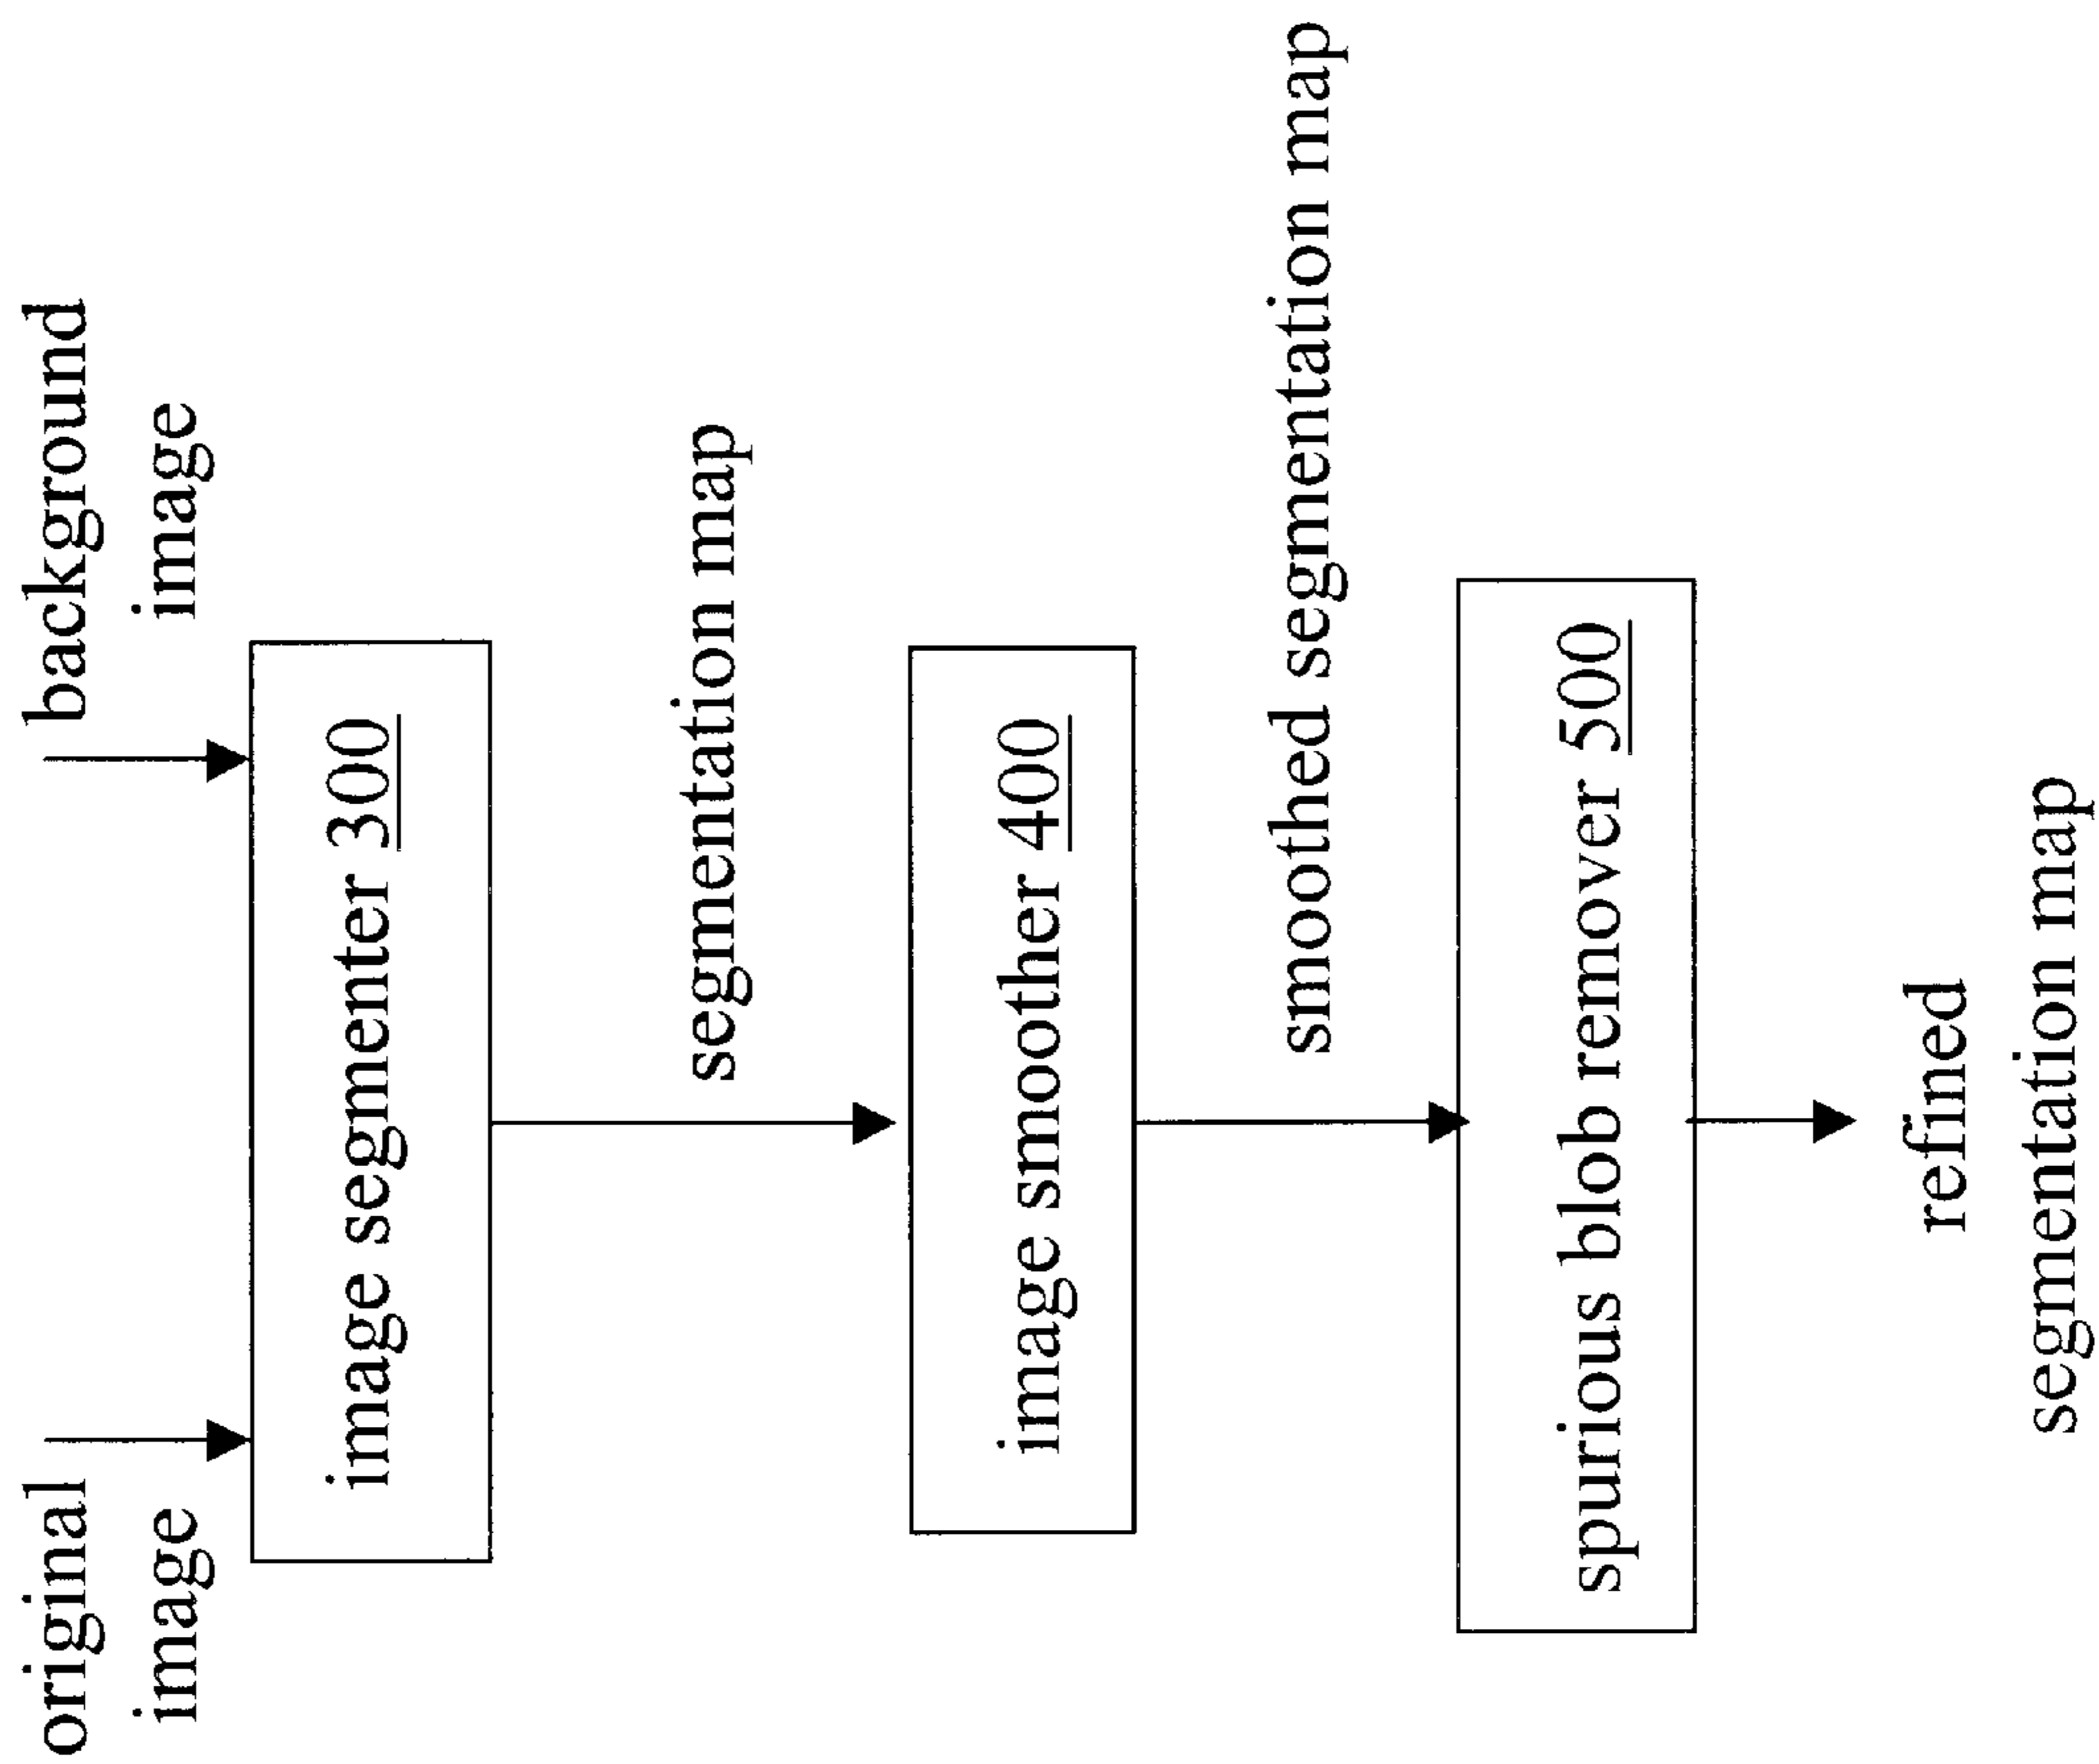 original
image
background
image
image segmenter 300
segmentation map
image smoother 400
smoothed segmentation map
spurious blob remover 500
refined
segmentation map